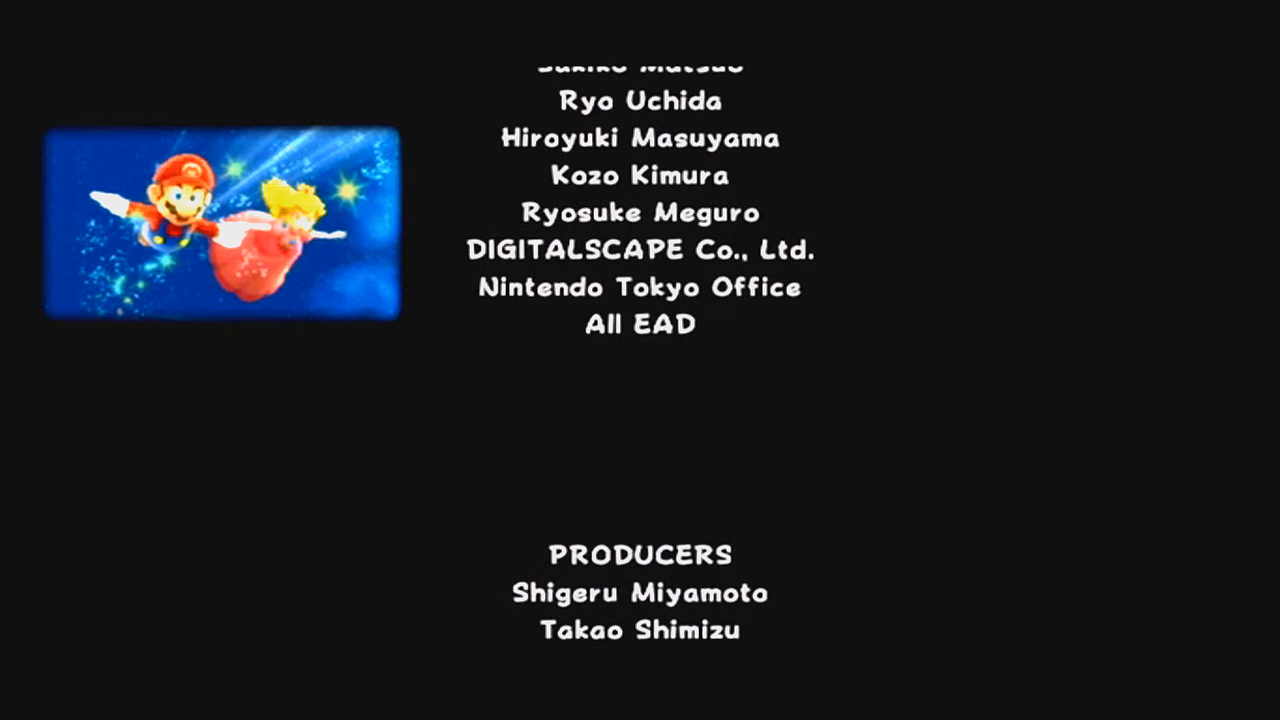 Ryo Uchida
Hiroyuki Masuyama
Kozo Kimura
Ryosuke Meguro
DIGITALSCAPE Co., Ltd.
Nintendo Tokyo Office
All EAD
PRODUCERS
Shigeru Miyamoto
Takao Shimizu